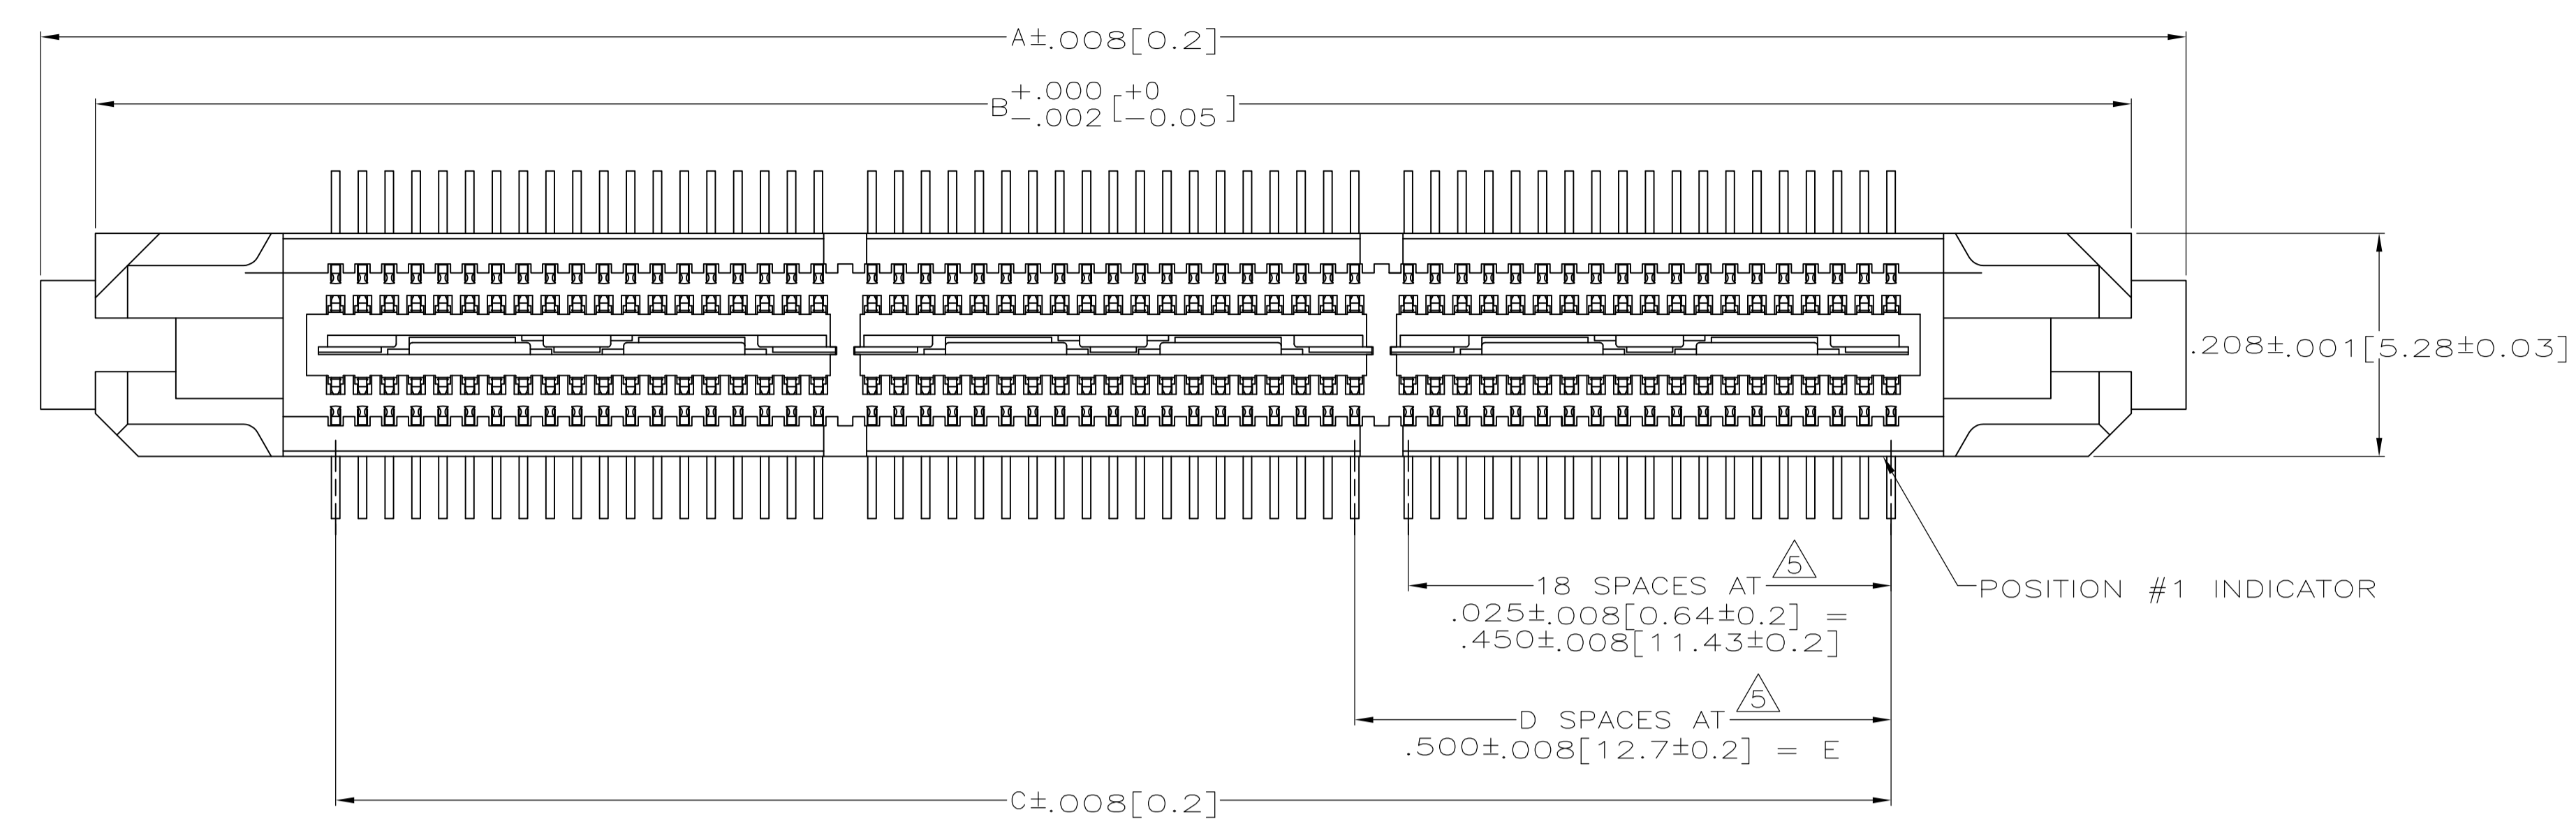 A±.008[0.2]
B +.000 -.002 [+0 -0.05]
.208±.001[5.28±0.03]
5
18 SPACES AT
.025±.008[0.64±0.2] =
.450±.008[11.43±0.2]
POSITION #1 INDICATOR
5
D SPACES AT
.500±.008[12.7±0.2] = E
C±.008[0.2]